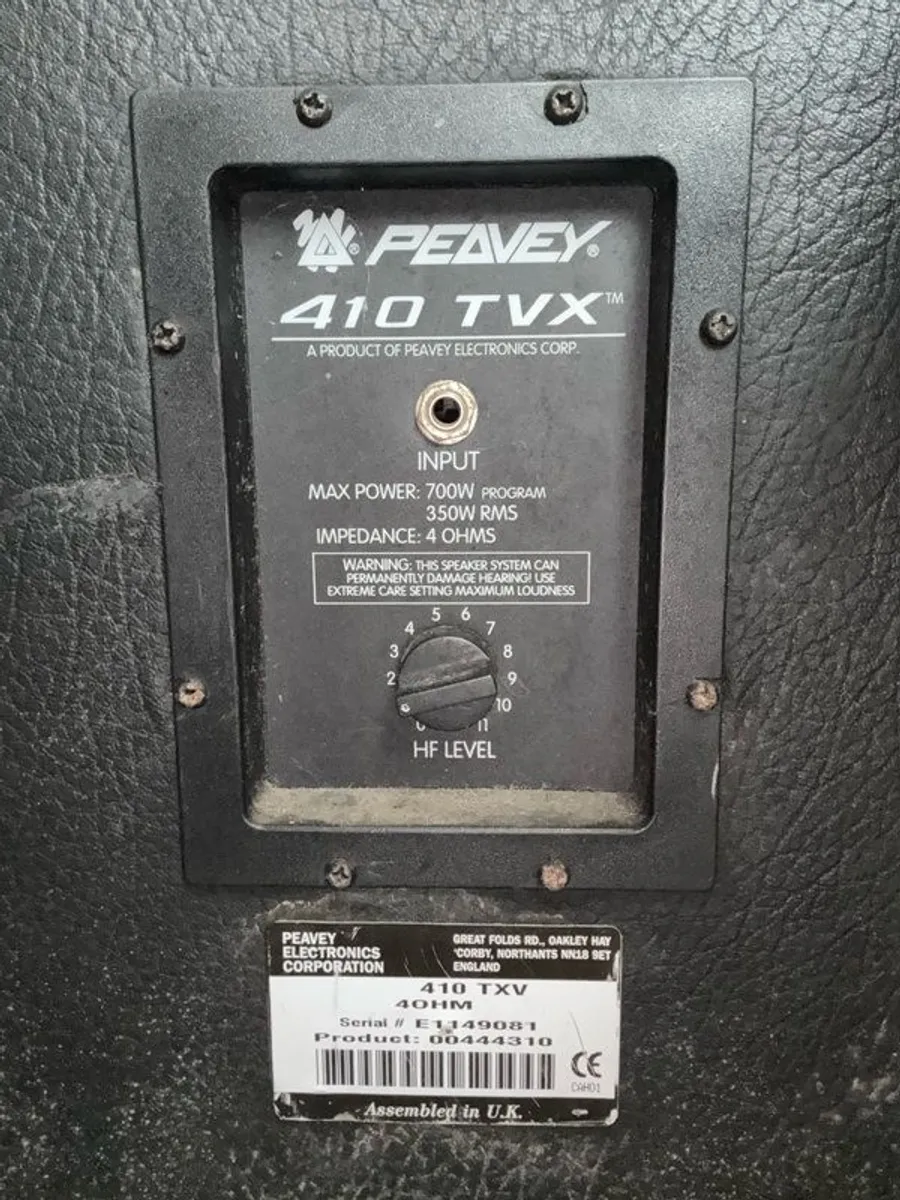 PEAVEY®
410 TVX™
A PRODUCT OF PEAVEY ELECTRONICS CORP.
INPUT
MAX POWER: 700W PROGRAM
350W RMS
IMPEDANCE: 4 OHMS
WARNING: THIS SPEAKER SYSTEM CAN
PERMANENTLY DAMAGE HEARING! USE
EXTREME CARE SETTING MAXIMUM LOUDNESS
0 2 3 4 5 6 7 8 9 10 11
HF LEVEL
PEAVEY
ELECTRONICS
CORPORATION
GREAT FOLDS RD., OAKLEY HAY
'CORBY, NORTHANTS NN18 9ET
ENGLAND
410 TXV
4OHM
Serial # E1149081
Product: 00444310
CE
CAH01
Assembled in U.K.